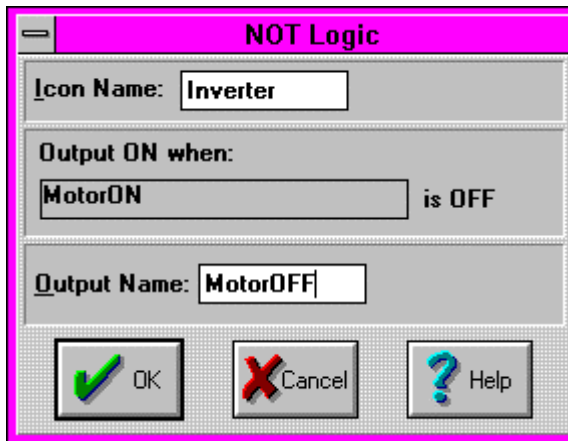 NOT Logic
Icon Name: Inverter
Output ON when:
MotorON is OFF
Output Name: MotorOFF
OK Cancel Help